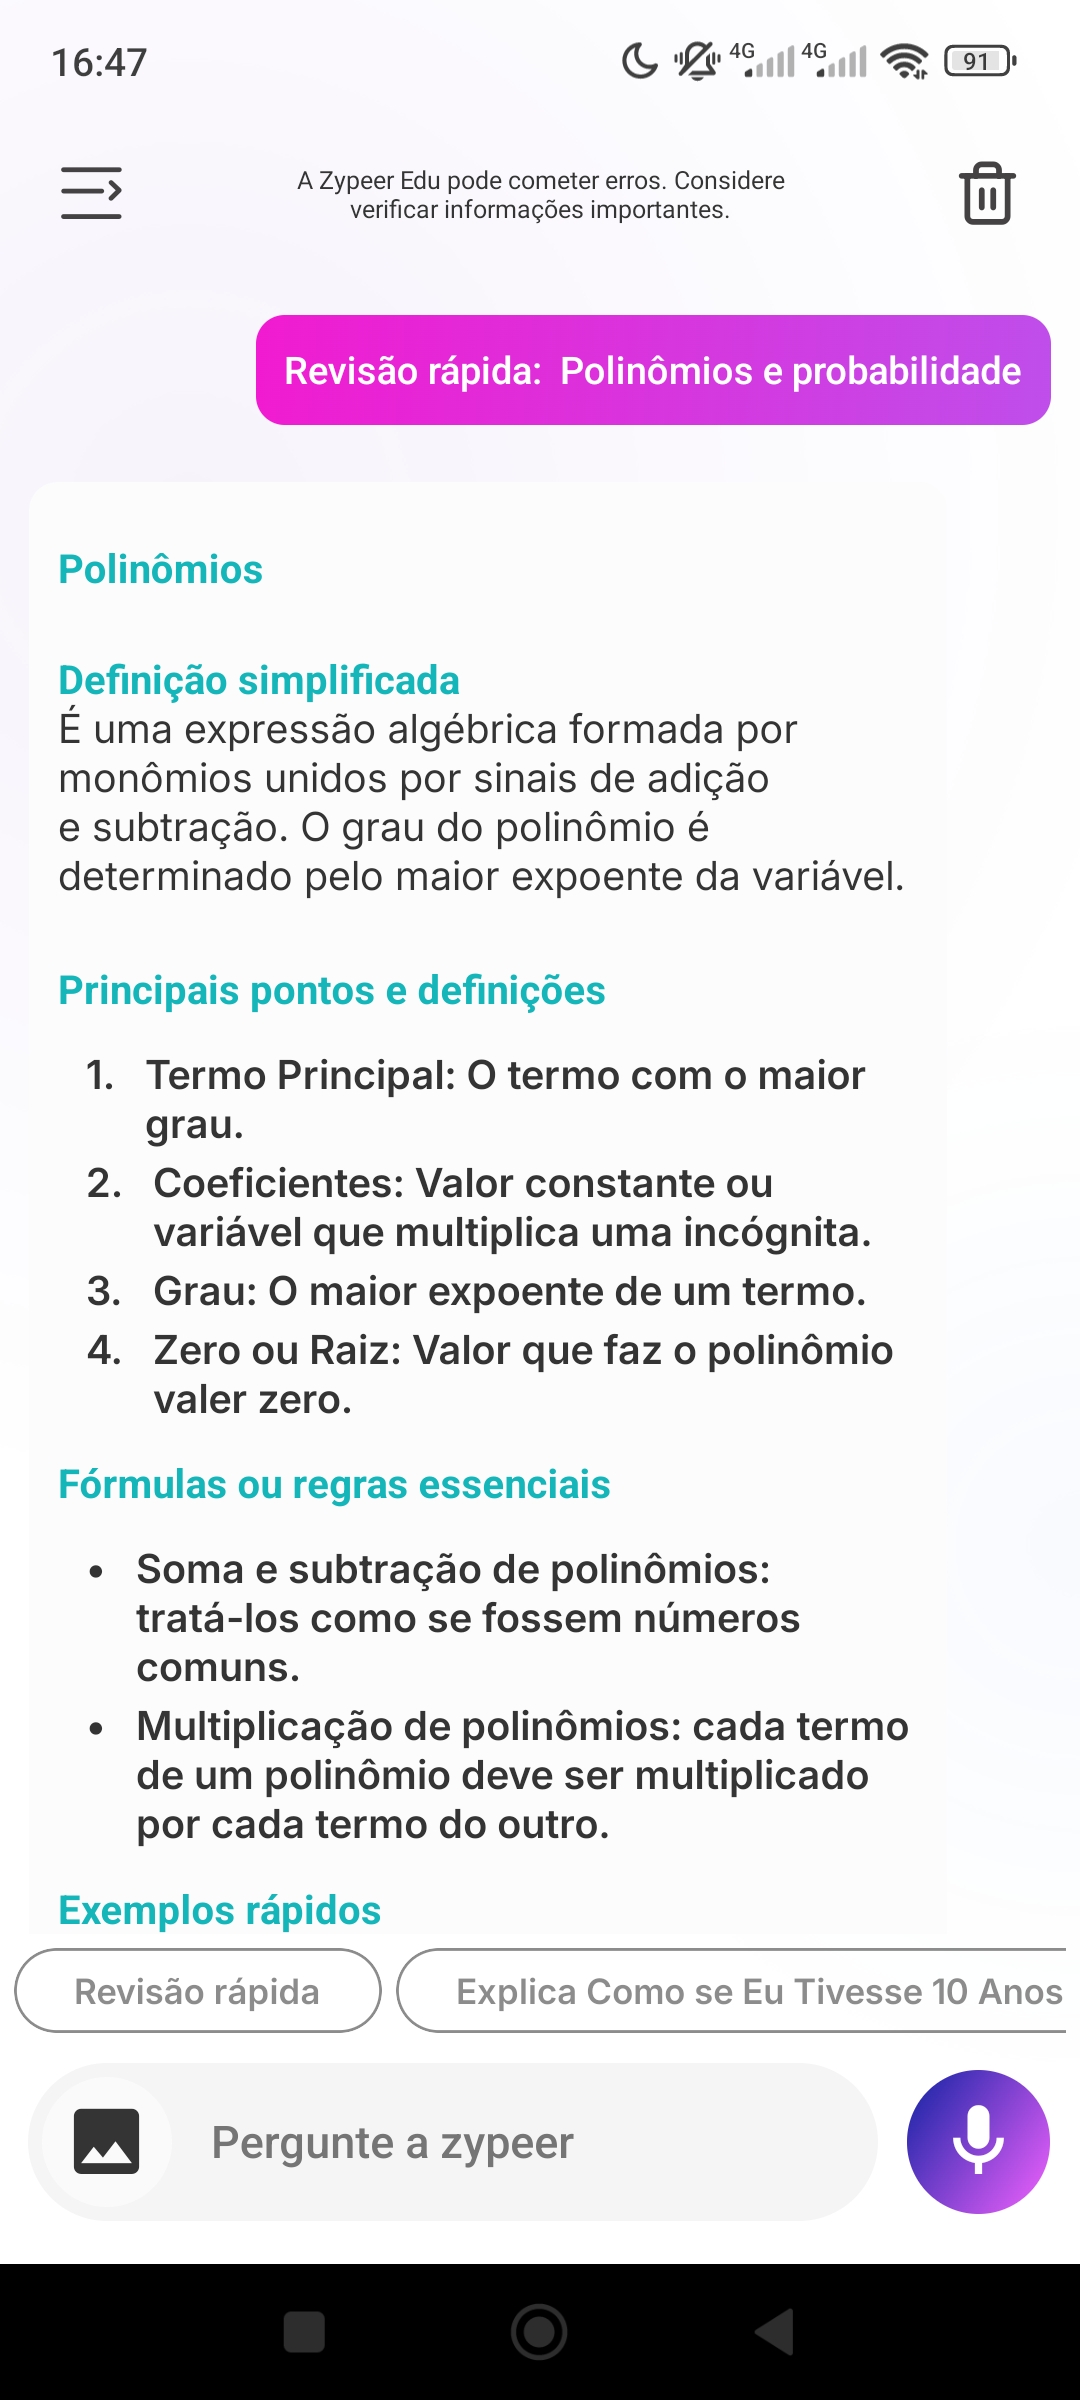 16:47
4G 4G 91
A Zypeer Edu pode cometer erros. Considere
verificar informações importantes.
Revisão rápida:  Polinômios e probabilidade
Polinômios
Definição simplificada
É uma expressão algébrica formada por
monômios unidos por sinais de adição
e subtração. O grau do polinômio é
determinado pelo maior expoente da variável.
Principais pontos e definições
1. Termo Principal: O termo com o maior
grau.
2. Coeficientes: Valor constante ou
variável que multiplica uma incógnita.
3. Grau: O maior expoente de um termo.
4. Zero ou Raiz: Valor que faz o polinômio
valer zero.
Fórmulas ou regras essenciais
• Soma e subtração de polinômios:
tratá-los como se fossem números
comuns.
• Multiplicação de polinômios: cada termo
de um polinômio deve ser multiplicado
por cada termo do outro.
Exemplos rápidos
Revisão rápida
Explica Como se Eu Tivesse 10 Anos
Pergunte a zypeer